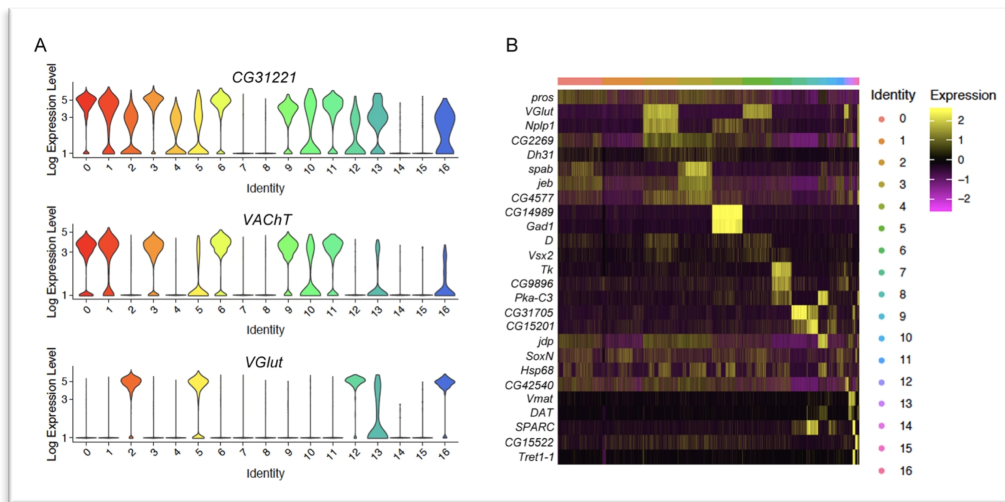 A
CG31221
Log Expression Level
5
3
1
0 1 2 3 4 5 6 7 8 9 10 11 12 13 14 15 16
Identity
VAChT
Log Expression Level
5
3
1
0 1 2 3 4 5 6 7 8 9 10 11 12 13 14 15 16
Identity
VGlut
Log Expression Level
5
1
0 1 2 3 4 5 6 7 8 9 10 11 12 13 14 15 16
Identity
B
pros
VGlut
Nplp1
CG2269
Dh31
spab
jeb
CG4577
CG14989
Gad1
D
Vsx2
Tk
CG9896
Pka-C3
CG31705
CG15201
jdp
SoxN
Hsp68
CG42540
Vmat
DAT
SPARC
CG15522
Tret1-1
Identity
0
1
2
3
4
5
6
7
8
9
10
11
12
13
14
15
16
Expression
2
1
0
−1
−2